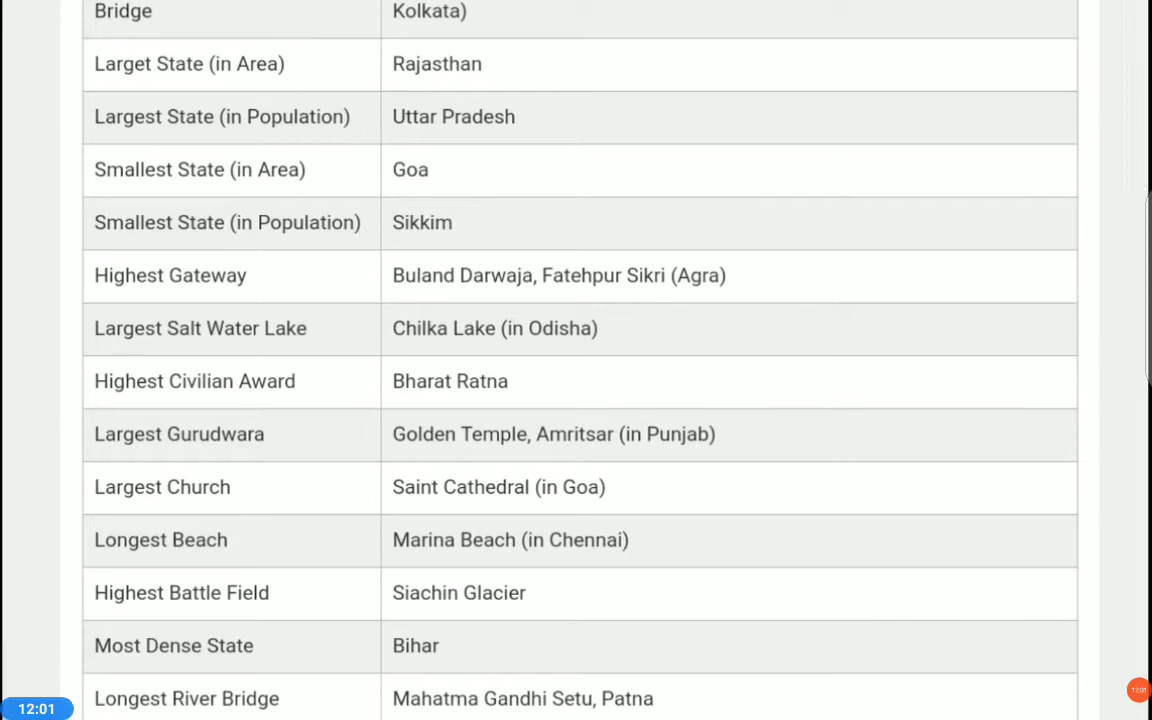 Bridge Kolkata)
Larget State (in Area) Rajasthan
Largest State (in Population) Uttar Pradesh
Smallest State (in Area) Goa
Smallest State (in Population) Sikkim
Highest Gateway Buland Darwaja, Fatehpur Sikri (Agra)
Largest Salt Water Lake Chilka Lake (in Odisha)
Highest Civilian Award Bharat Ratna
Largest Gurudwara Golden Temple, Amritsar (in Punjab)
Largest Church Saint Cathedral (in Goa)
Longest Beach Marina Beach (in Chennai)
Highest Battle Field Siachin Glacier
Most Dense State Bihar
Longest River Bridge Mahatma Gandhi Setu, Patna
12:01
12:01